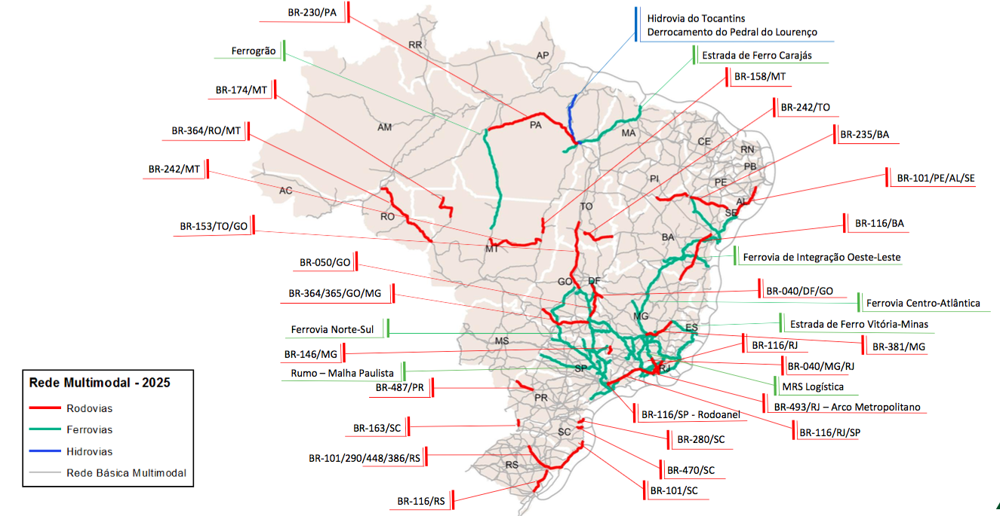 BR-230/PA
Ferrogrão
BR-174/MT
BR-364/RO/MT
BR-242/MT
BR-153/TO/GO
BR-050/GO
BR-364/365/GO/MG
Ferrovia Norte-Sul
BR-146/MG
Rumo – Malha Paulista
BR-487/PR
BR-163/SC
BR-101/290/448/386/RS
BR-116/RS
Hidrovia do Tocantins
Derrocamento do Pedral do Lourenço
Estrada de Ferro Carajás
BR-158/MT
BR-242/TO
BR-235/BA
BR-101/PE/AL/SE
BR-116/BA
Ferrovia de Integração Oeste-Leste
BR-040/DF/GO
Ferrovia Centro-Atlântica
Estrada de Ferro Vitória-Minas
BR-116/RJ
BR-381/MG
BR-040/MG/RJ
MRS Logística
BR-493/RJ – Arco Metropolitano
BR-116/SP - Rodoanel
BR-116/RJ/SP
BR-280/SC
BR-470/SC
BR-101/SC
RR
AP
AM
PA
MA
CE
RN
PB
PI
PE
AC
AL
TO
SE
RO
BA
MT
GO
DF
MG
ES
MS
SP
RJ
PR
SC
RS
Rede Multimodal - 2025
Rodovias
Ferrovias
Hidrovias
Rede Básica Multimodal